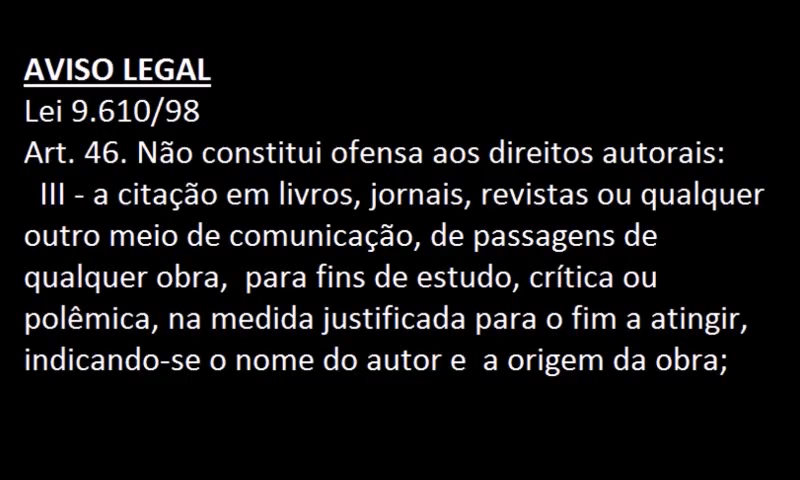 AVISO LEGAL
Lei 9.610/98
Art. 46. Não constitui ofensa aos direitos autorais:
III - a citação em livros, jornais, revistas ou qualquer
outro meio de comunicação, de passagens de
qualquer obra,  para fins de estudo, crítica ou
polêmica, na medida justificada para o fim a atingir,
indicando-se o nome do autor e  a origem da obra;